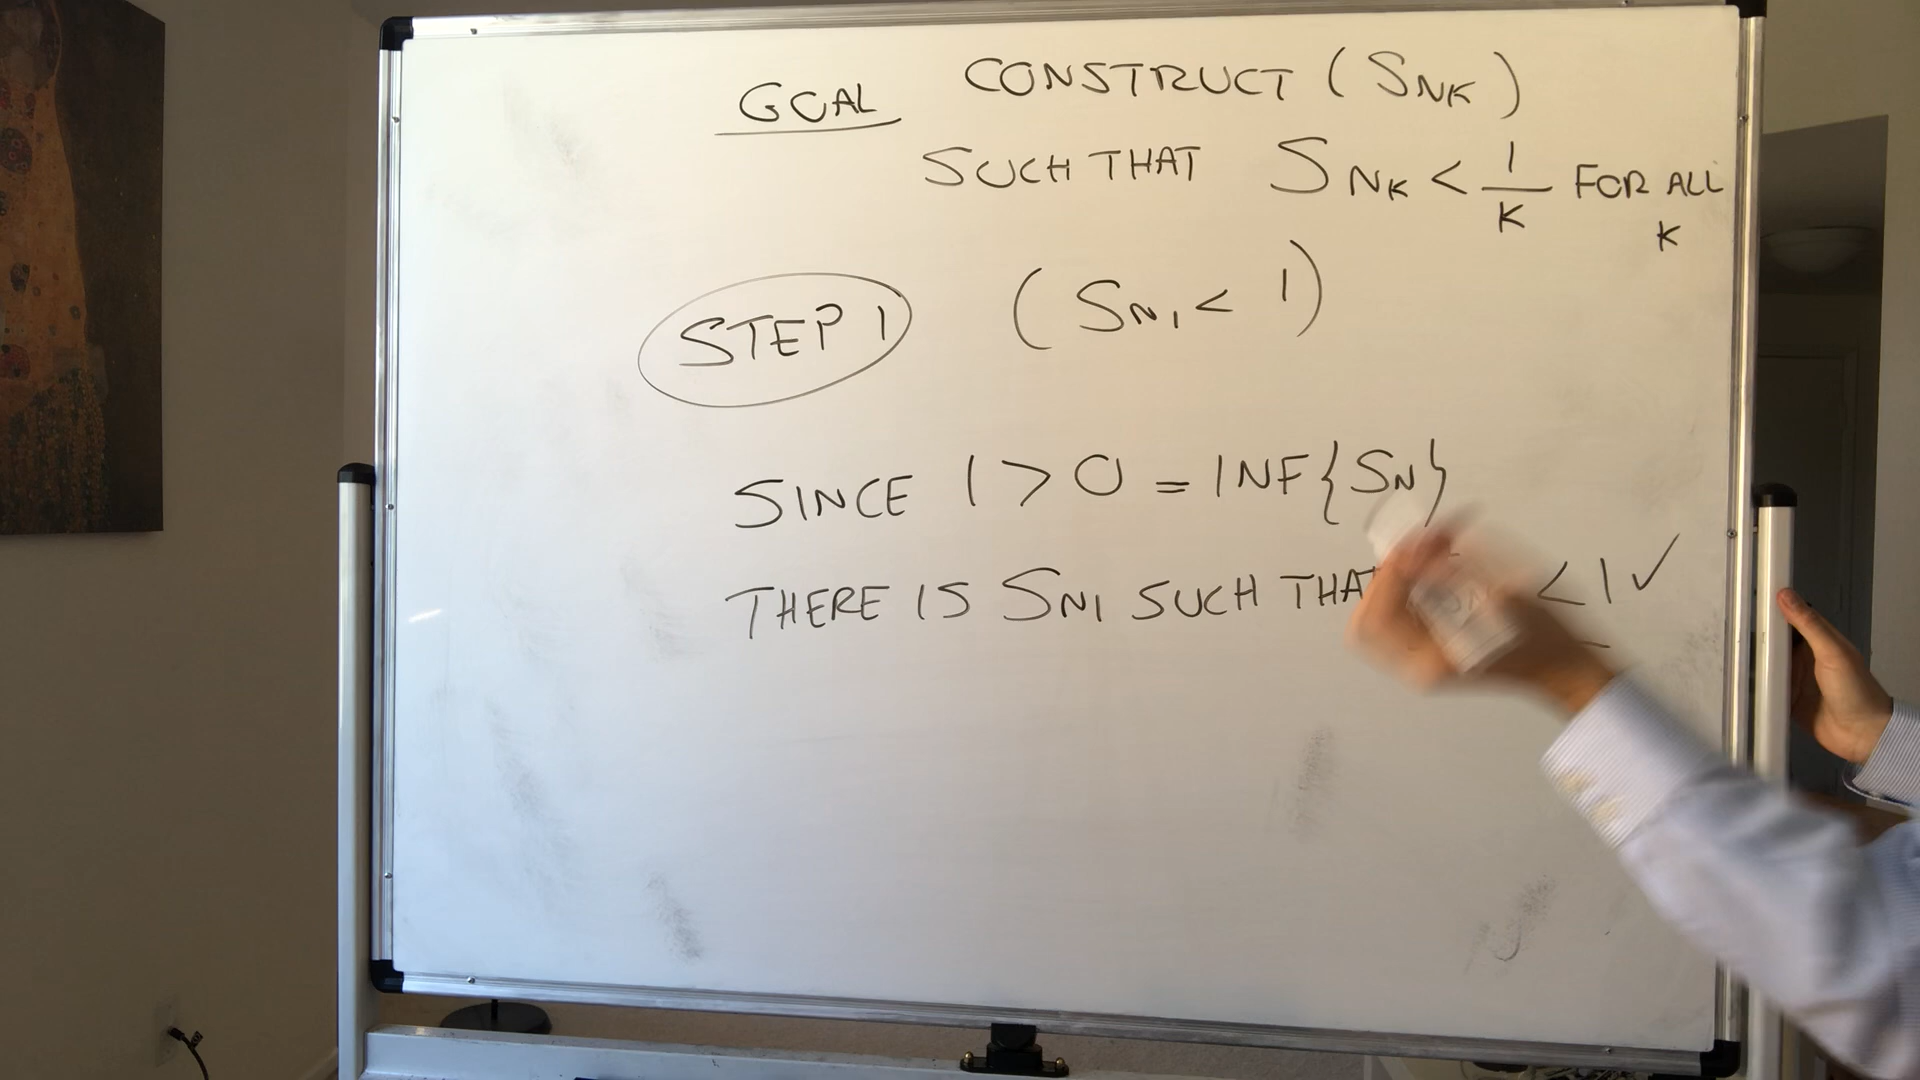 GOAL CONSTRUCT (SNK)
SUCH THAT SNK < 1/K FOR ALL K
STEP 1 (SN1 < 1)
SINCE 1 > 0 = INF{SN}
THERE IS SN1 SUCH THAT < 1 ✓